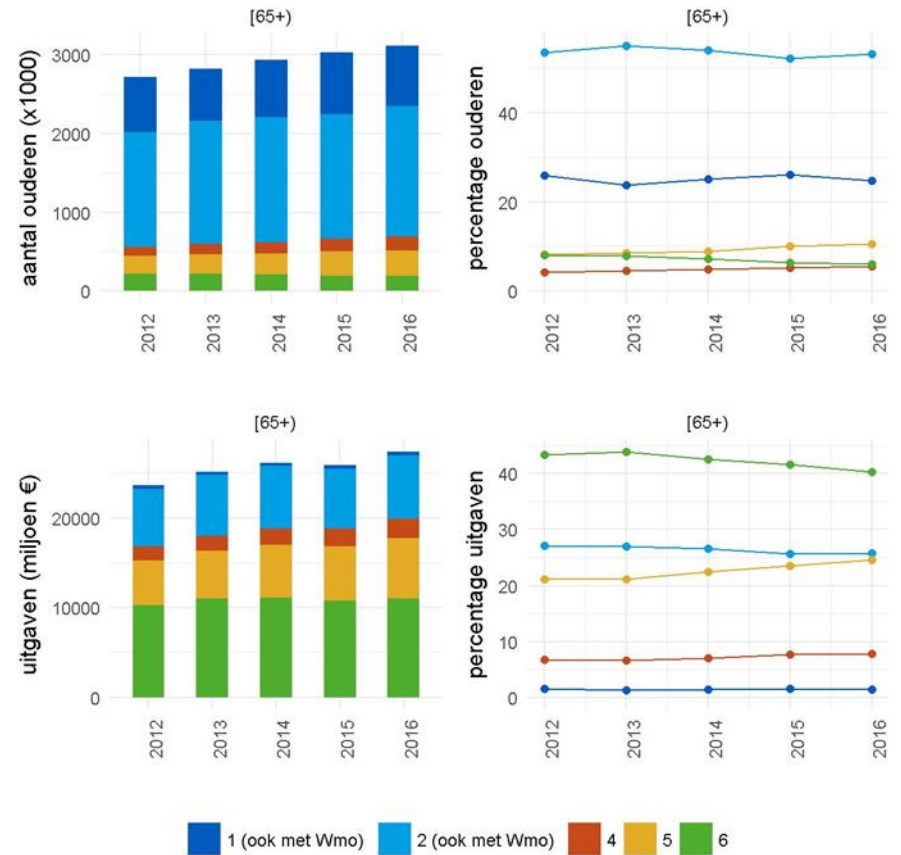 [65+)
aantal ouderen (x1000)
3000
2000
1000
0
2012 2013 2014 2015 2016
[65+)
percentage ouderen
40
20
0
2012 2013 2014 2015 2016
[65+)
uitgaven (miljoen €)
20000
10000
0
2012 2013 2014 2015 2016
[65+)
percentage uitgaven
40
30
20
10
0
2012 2013 2014 2015 2016
1 (ook met Wmo) 2 (ook met Wmo) 4 5 6